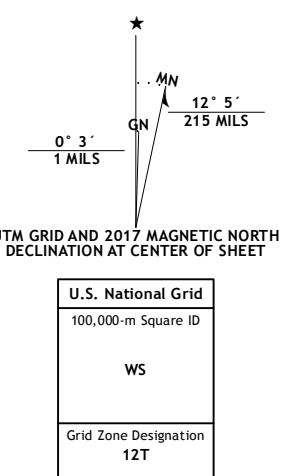 ★
MN
GN
12° 5´
215 MILS
0° 3´
1 MILS
UTM GRID AND 2017 MAGNETIC NORTH
DECLINATION AT CENTER OF SHEET
U.S. National Grid
100,000-m Square ID
WS
Grid Zone Designation
12T